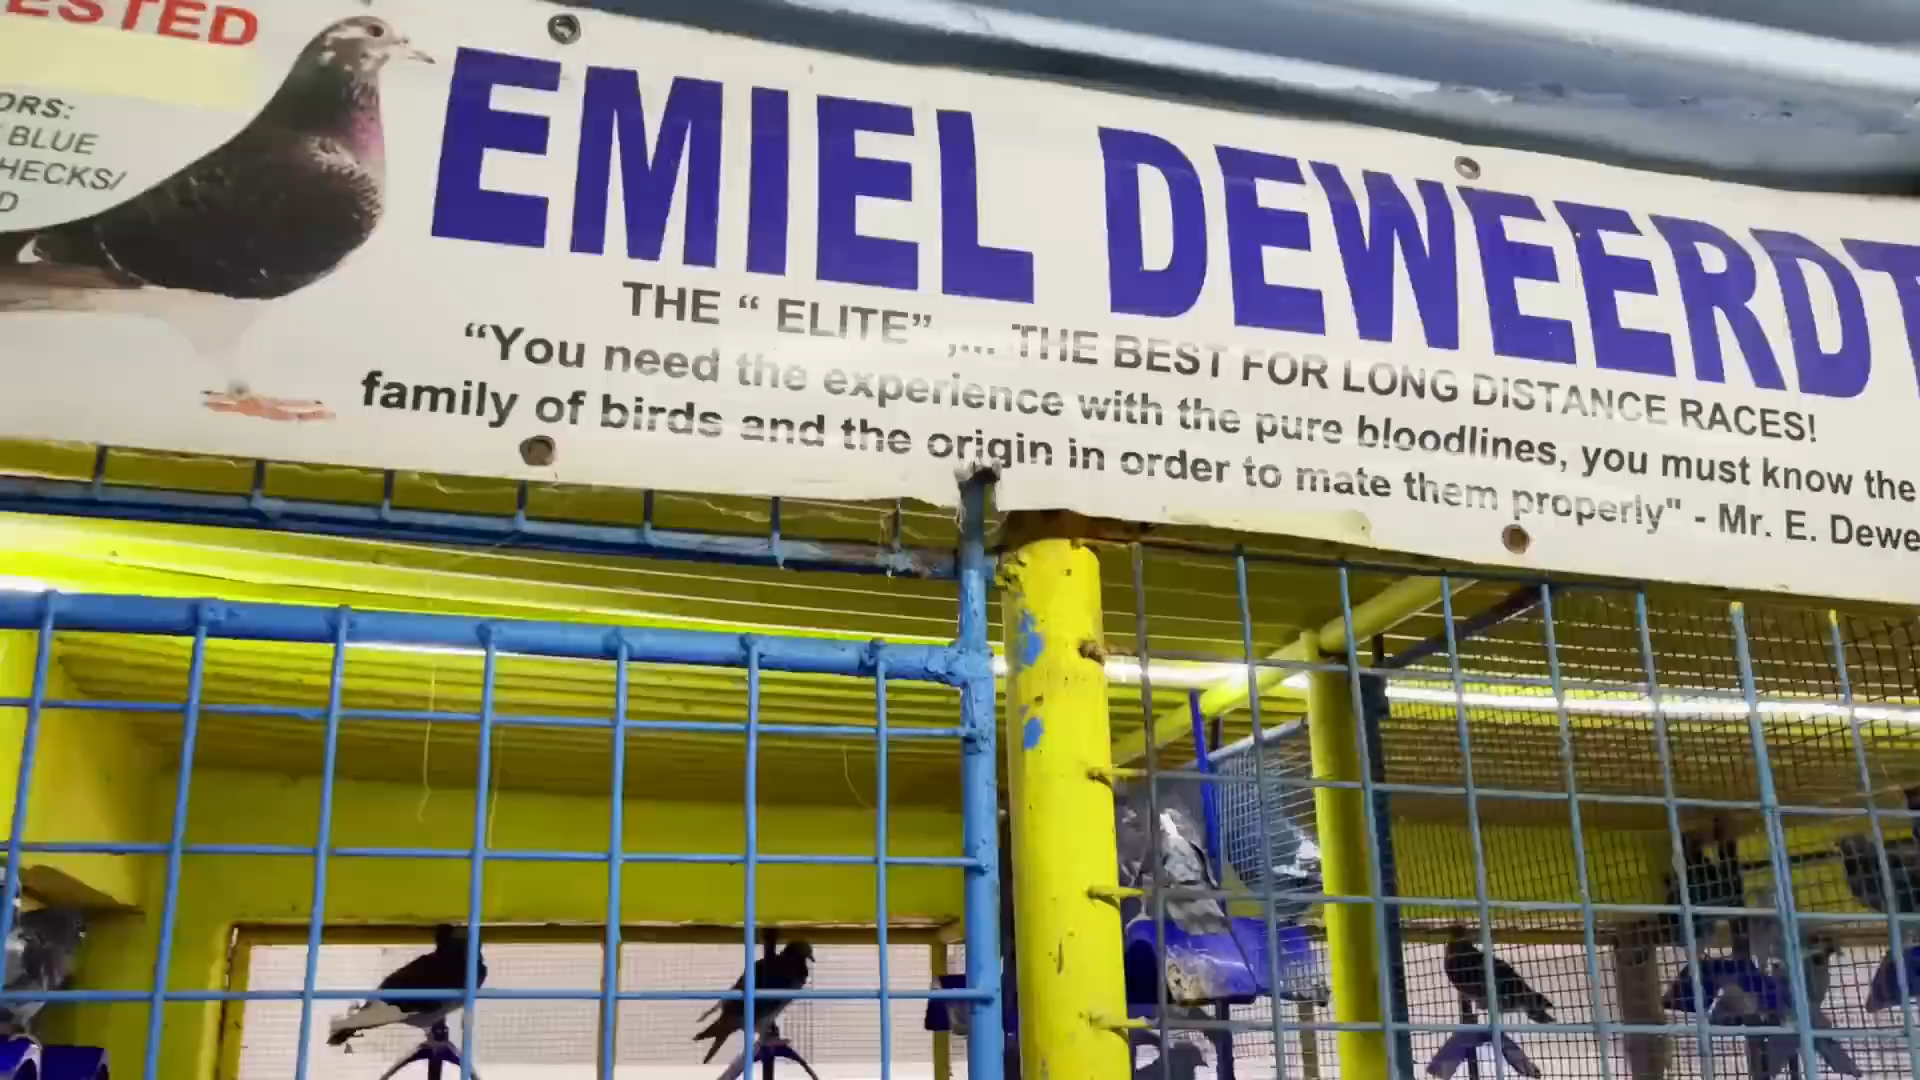 ESTED
ORS:
BLUE
HECKS/
D
EMIEL DEWEERDT
THE “ ELITE” ,... THE BEST FOR LONG DISTANCE RACES!
“You need the experience with the pure bloodlines, you must know the
family of birds and the origin in order to mate them properly" - Mr. E. Dewe